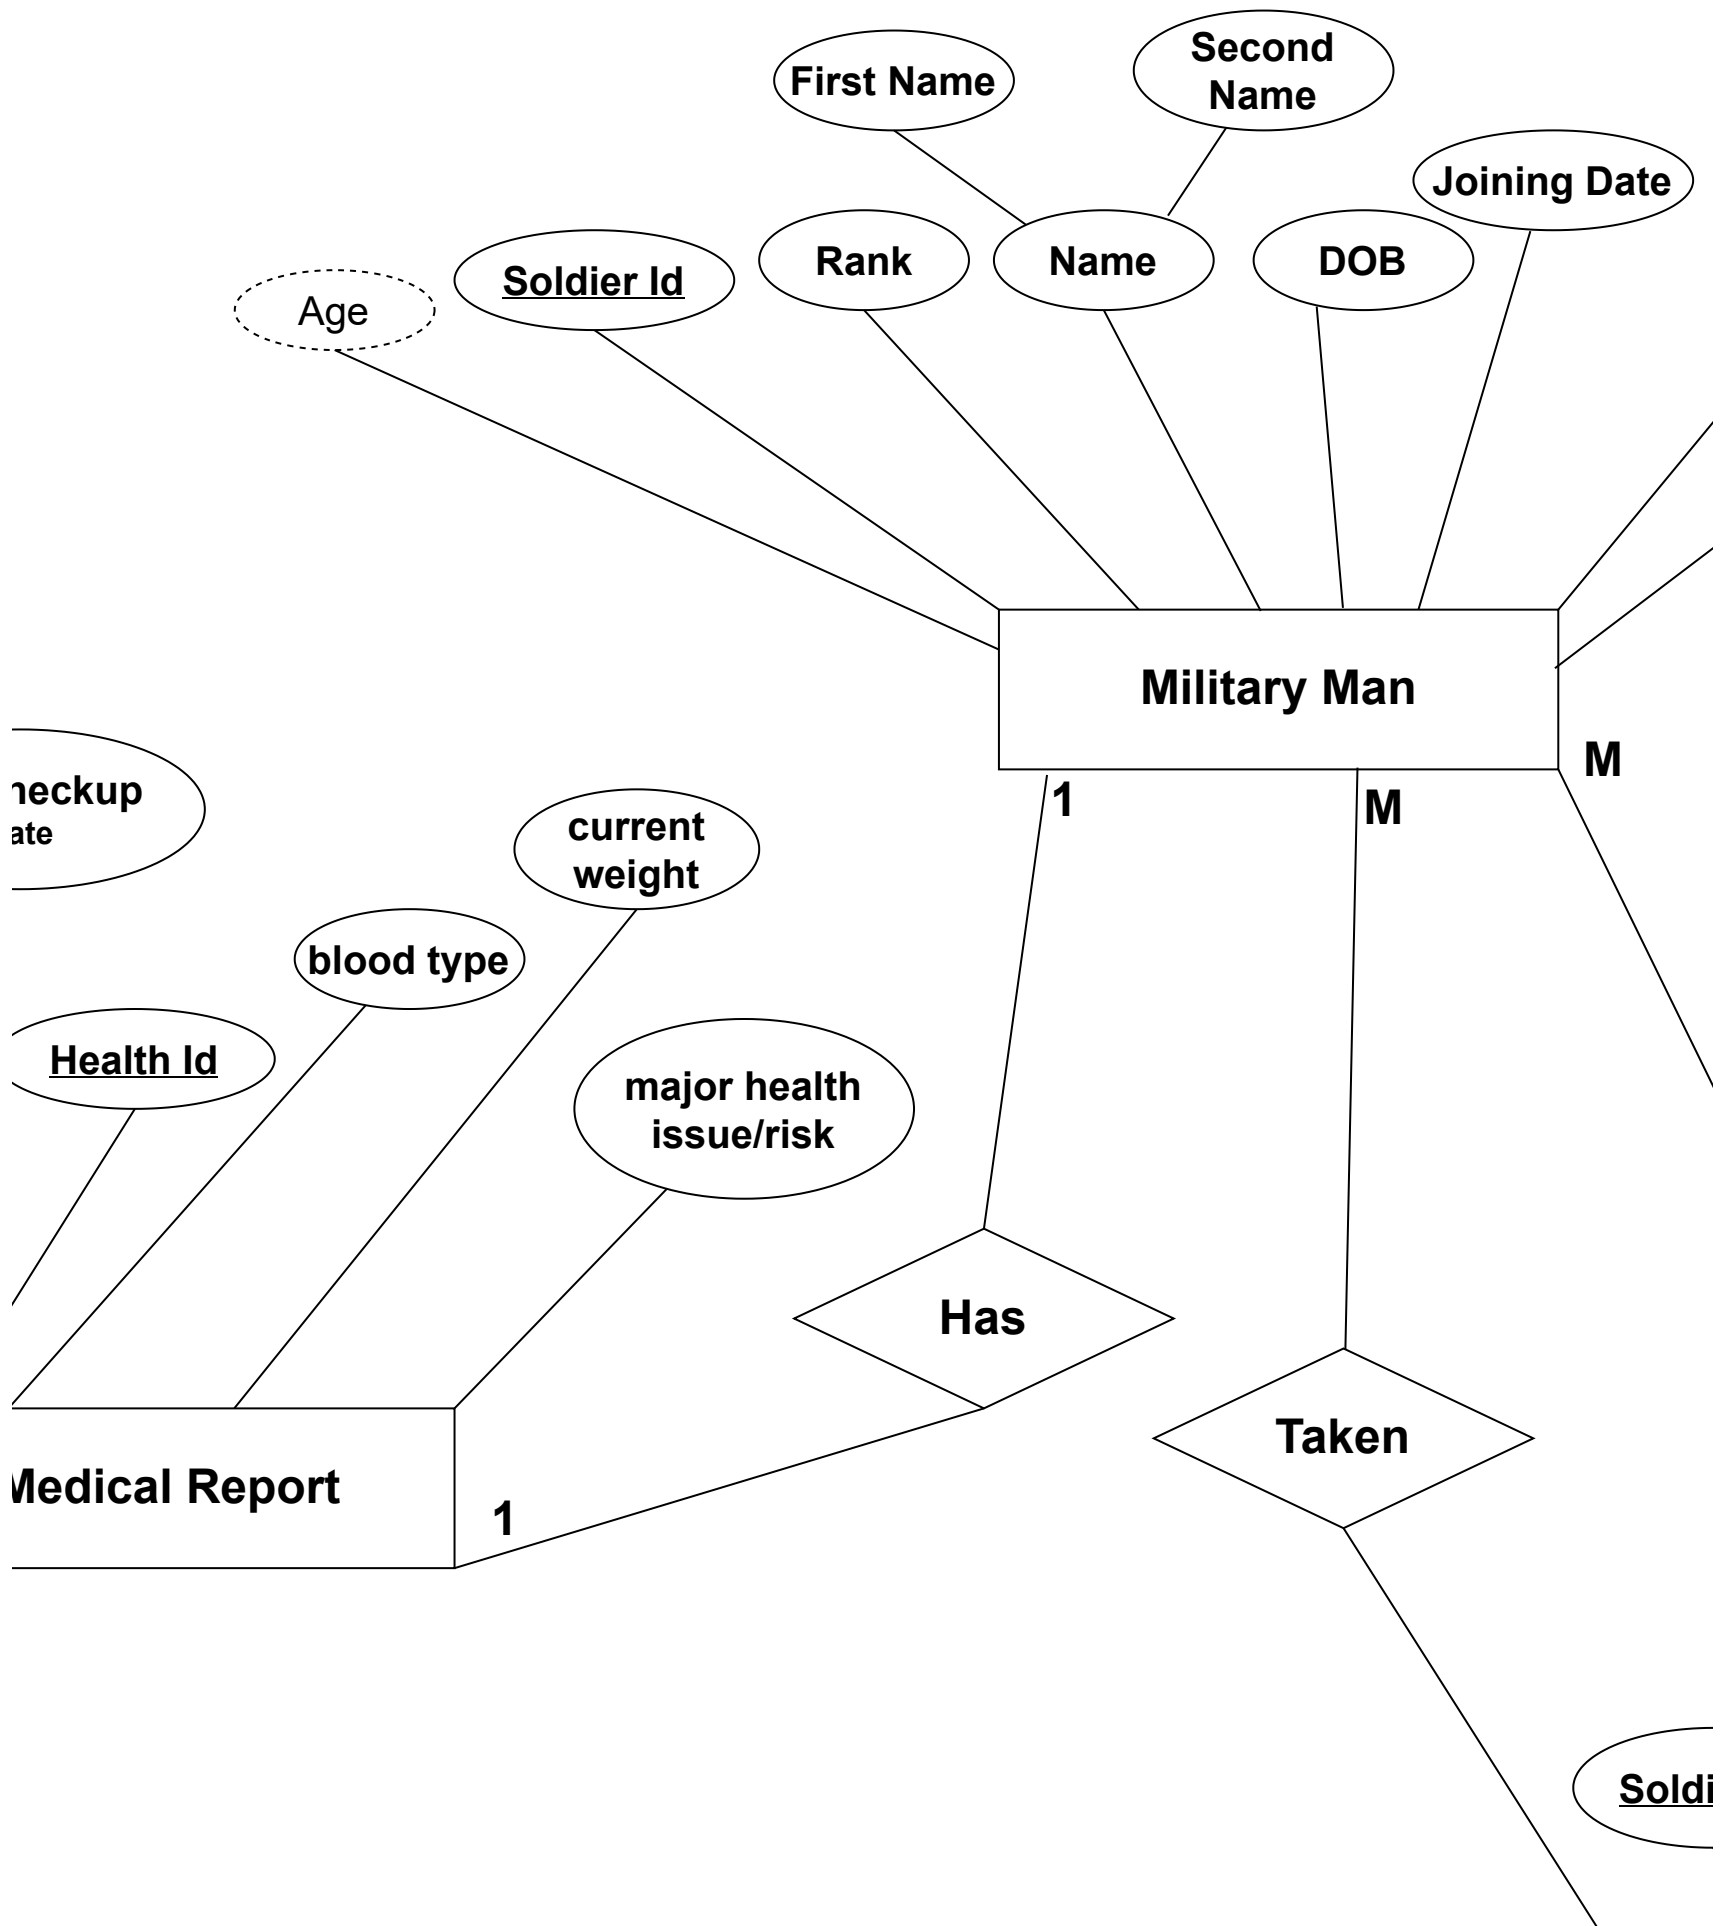 First Name
Second
Name
Joining Date
Age
Soldier Id
Rank
Name
DOB
Military Man
M
1
M
current
weight
blood type
Health Id
major health
issue/risk
Has
Taken
Medical Report
1